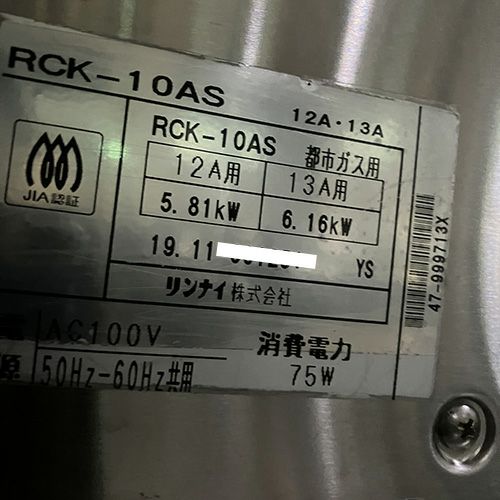 RCK-10AS
12A・13A
JIA認証
RCK-10AS 都市ガス用
12A用 13A用
5.81kW 6.16kW
19.11 YS
リンナイ株式会社
47-999713X
AC100V
原 50Hz-60Hz共用
消費電力
75W